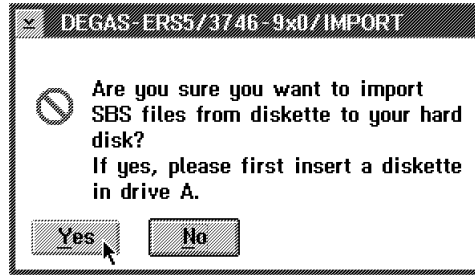 DEGAS-ERS5/3746-9x0/IMPORT
Are you sure you want to import
SBS files from diskette to your hard
disk?
If yes, please first insert a diskette
in drive A.
Yes
No